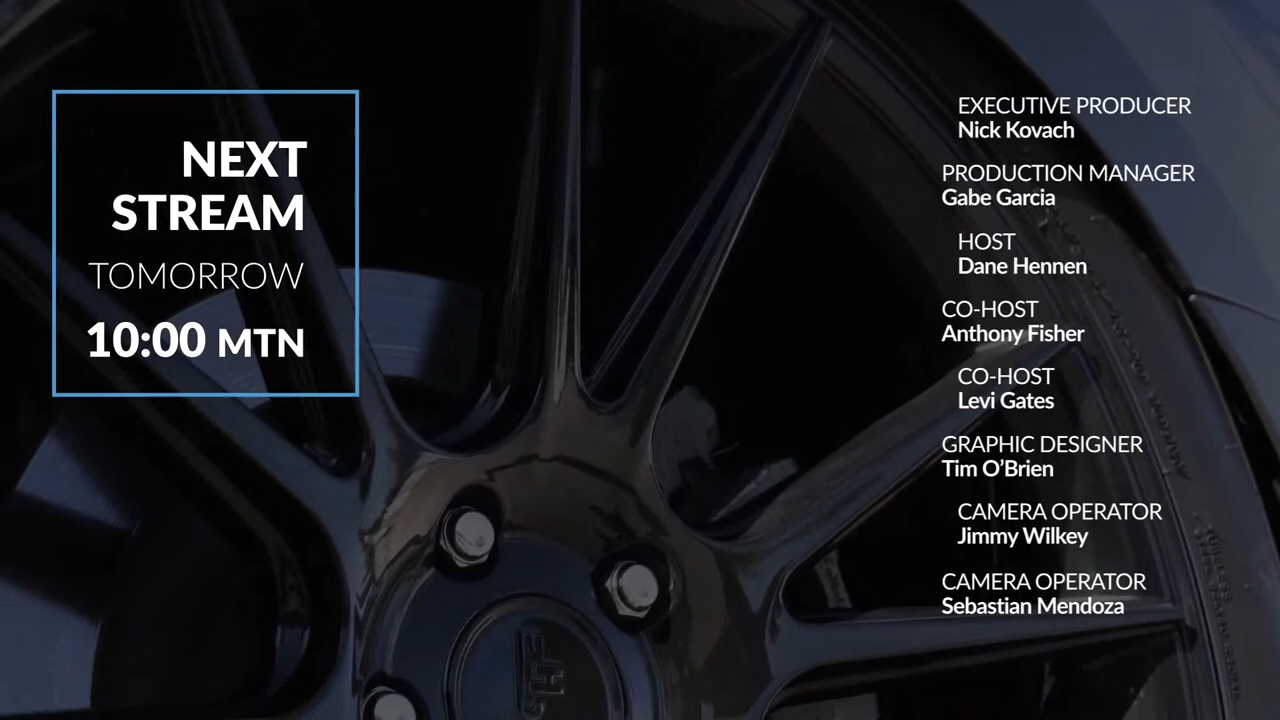 NEXT
STREAM
TOMORROW
10:00 MTN
EXECUTIVE PRODUCER
Nick Kovach
PRODUCTION MANAGER
Gabe Garcia
HOST
Dane Hennen
CO-HOST
Anthony Fisher
CO-HOST
Levi Gates
GRAPHIC DESIGNER
Tim O’Brien
CAMERA OPERATOR
Jimmy Wilkey
CAMERA OPERATOR
Sebastian Mendoza